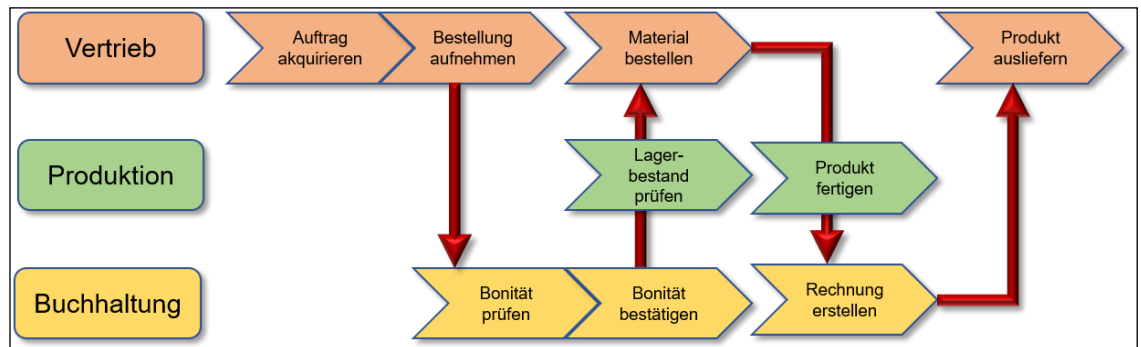 Vertrieb
Auftrag
akquirieren
Bestellung
aufnehmen
Material
bestellen
Produkt
ausliefern
Produktion
Lager-
bestand
prüfen
Produkt
fertigen
Buchhaltung
Bonität
prüfen
Bonität
bestätigen
Rechnung
erstellen